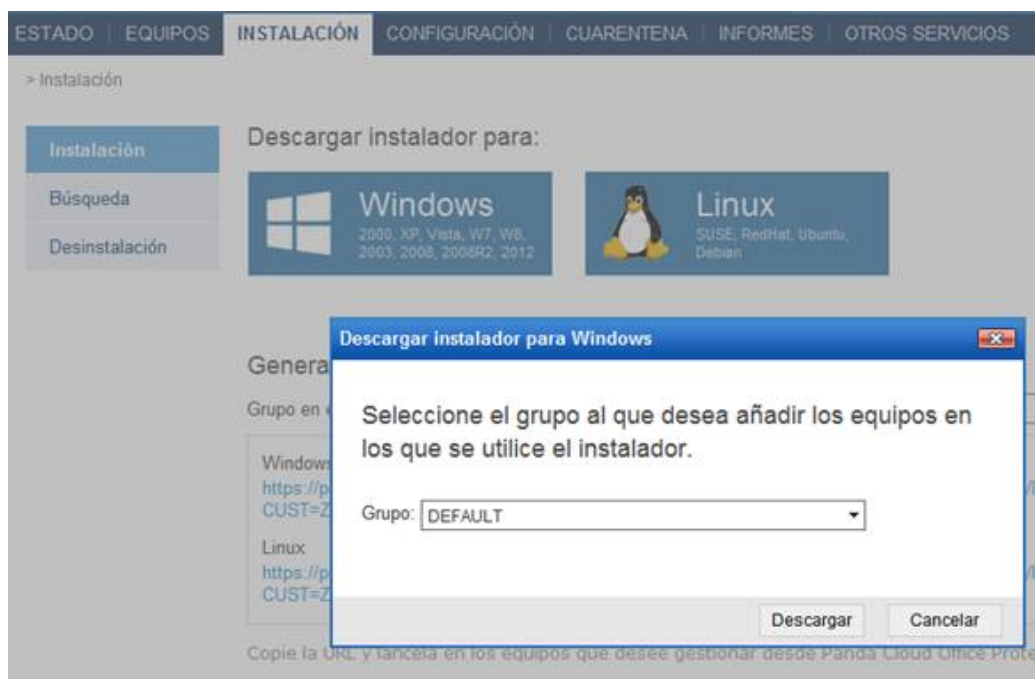 ESTADO EQUIPOS INSTALACIÓN CONFIGURACIÓN CUARENTENA INFORMES OTROS SERVICIOS
> Instalación
Instalación
Búsqueda
Desinstalación
Descargar instalador para:
Windows
2000, XP, Vista, W7, W8,
2003, 2008, 2008R2, 2012
Linux
SUSE, RedHat, Ubuntu,
Debian
Genera
Grupo en
Windows
https://p
CUST=Z
Linux
https://p
CUST=Z
Descargar instalador para Windows
Seleccione el grupo al que desea añadir los equipos en
los que se utilice el instalador.
Grupo: DEFAULT
Descargar Cancelar
Copie la URL y láncela en los equipos que desee gestionar desde Panda Cloud Office Prote